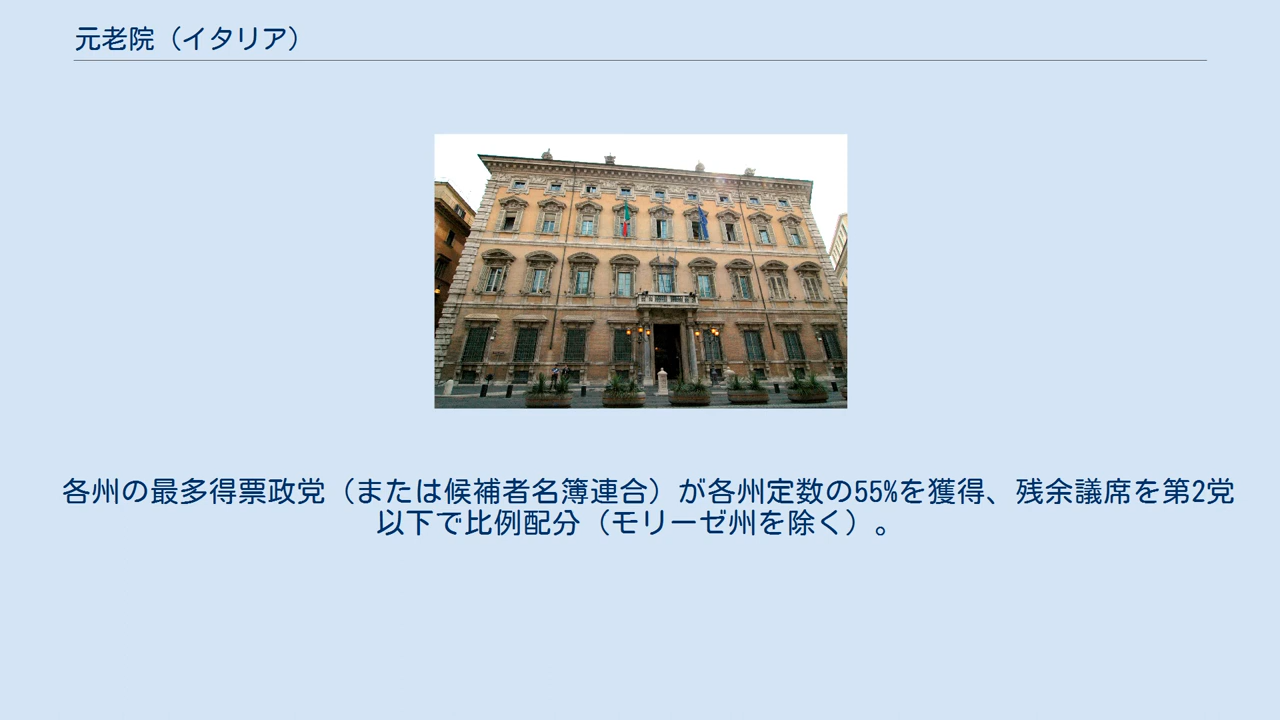 元老院（イタリア）
各州の最多得票政党（または候補者名簿連合）が各州定数の55%を獲得、残余議席を第2党
以下で比例配分（モリーゼ州を除く）。